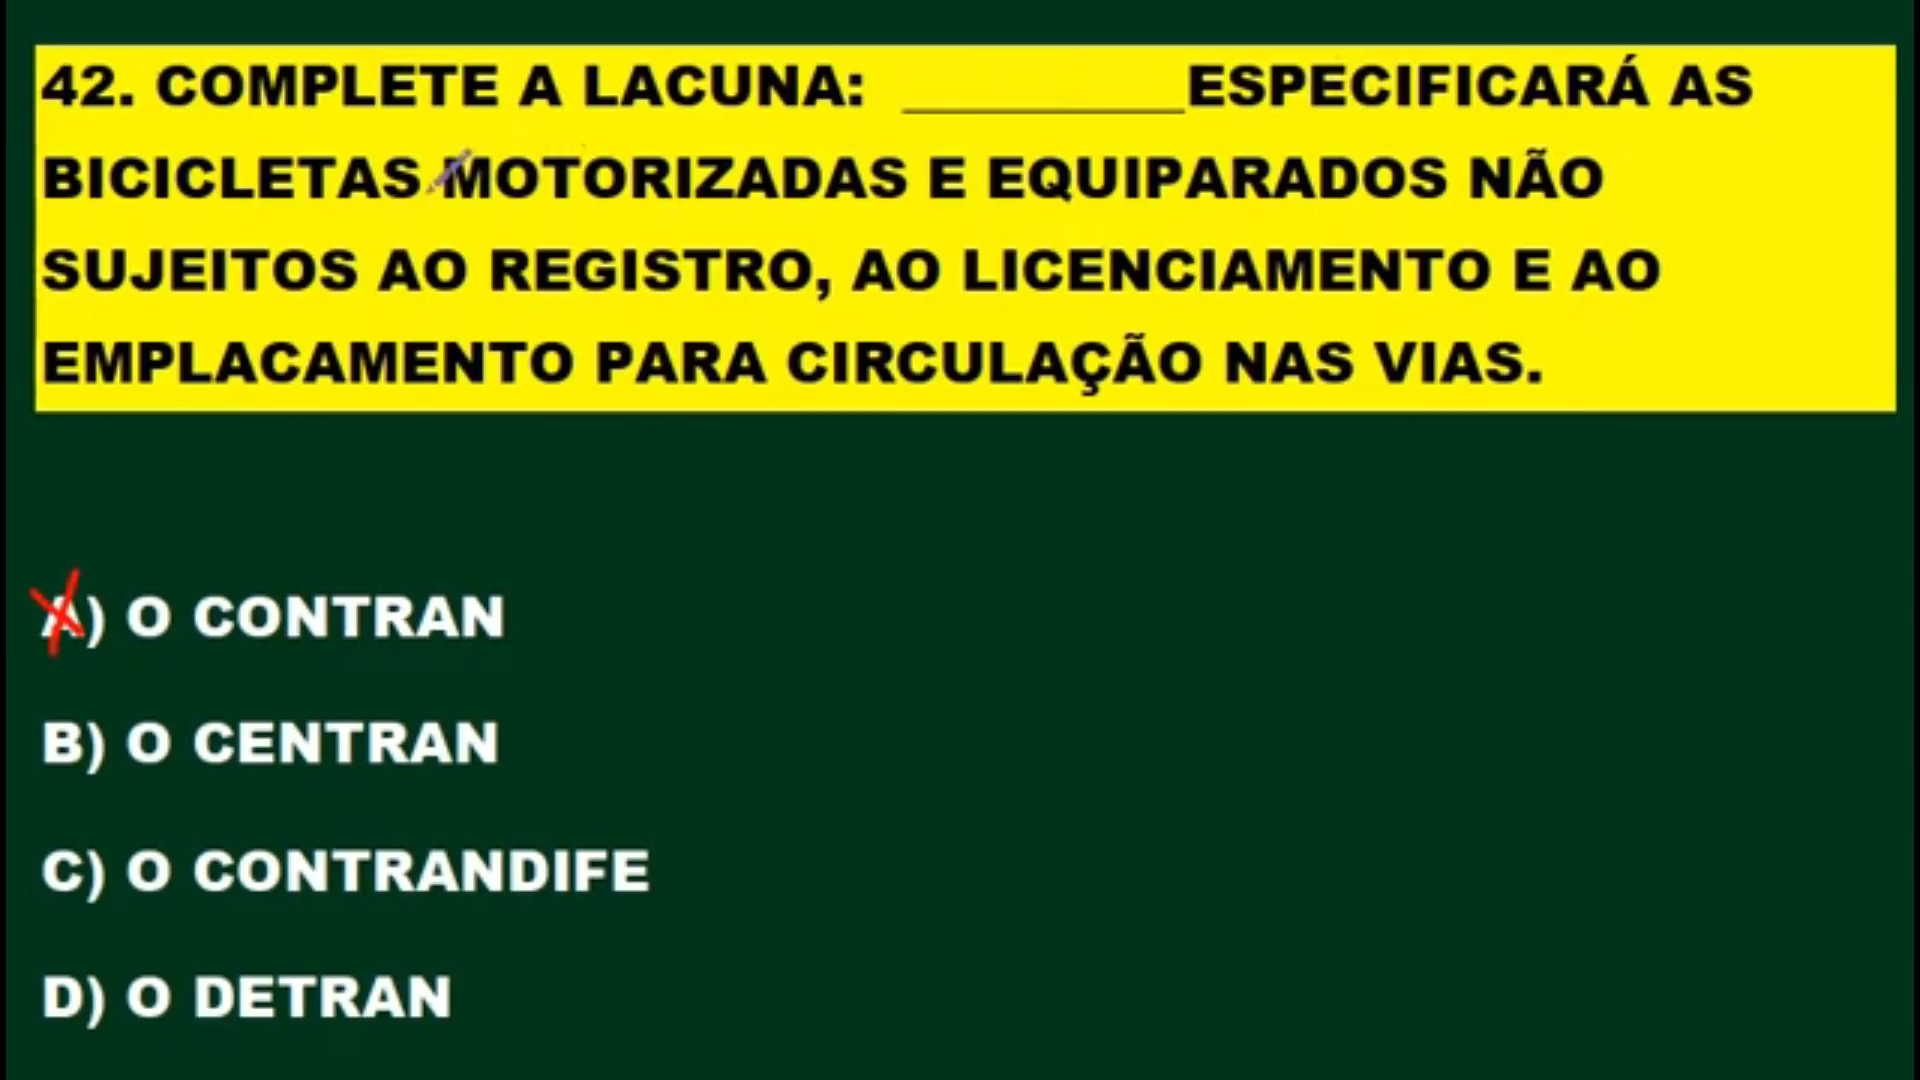 42. COMPLETE A LACUNA: __________ESPECIFICARÁ AS
BICICLETAS MOTORIZADAS E EQUIPARADOS NÃO
SUJEITOS AO REGISTRO, AO LICENCIAMENTO E AO
EMPLACAMENTO PARA CIRCULAÇÃO NAS VIAS.
A) O CONTRAN
B) O CENTRAN
C) O CONTRANDIFE
D) O DETRAN